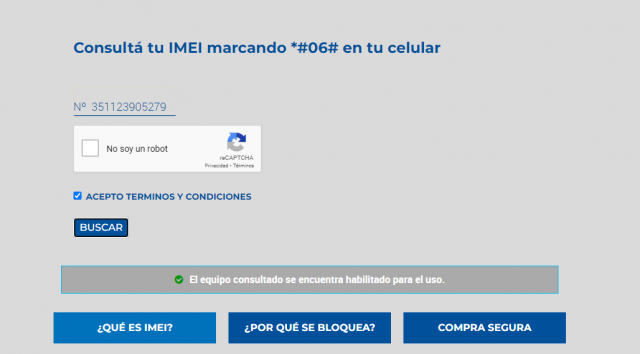 Consultá tu IMEI marcando *#06# en tu celular
Nº 351123905279
No soy un robot
reCAPTCHA
Privacidad - Términos
ACEPTO TERMINOS Y CONDICIONES
BUSCAR
El equipo consultado se encuentra habilitado para el uso.
¿QUÉ ES IMEI? ¿POR QUÉ SE BLOQUEA? COMPRA SEGURA